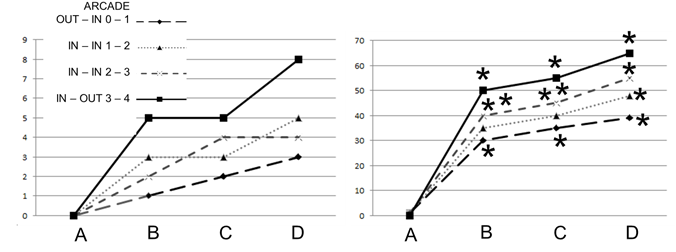 ARCADE
OUT – IN 0 – 1
IN – IN 1 – 2
IN – IN 2 – 3
IN – OUT 3 – 4
9
8
7
6
5
4
3
2
1
0
A B C D
70
60
50
40
30
20
10
0
* * * * * * * * * * * *
A B C D